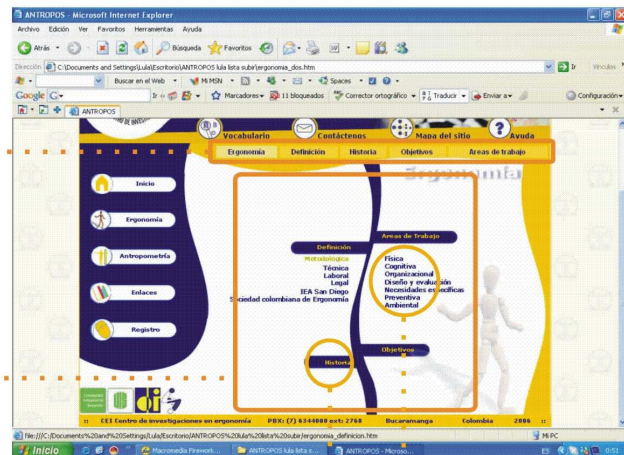 ANTROPOS - Microsoft Internet Explorer
Archivo Edición Ver Favoritos Herramientas Ayuda
Atrás Búsqueda Favoritos
Dirección C:\Documents and Settings\Lula\Escritorio\ANTROPOS lula lista subir\ergonomia_dos.htm Ir Vínculos
Buscar en el Web Mi MSN Spaces
Google Ir Marcadores 11 bloqueados Corrector ortográfico Traducir Enviar a Configuración
ANTROPOS
Vocabulario Contáctenos Mapa del sitio Ayuda
Ergonomía Definición Historia Objetivos Areas de trabajo
Ergonomía
Inicio
Ergonomía
Antropometría
Enlaces
Registro
Definición
Metodológica
Técnica
Laboral
Legal
IEA San Diego
Sociedad colombiana de Ergonomía
Areas de Trabajo
Física
Cognitiva
Organizacional
Diseño y evaluación
Necesidades específicas
Preventiva
Ambiental
Historia
Objetivos
:: CEI Centro de investigaciones en ergonomía PBX: (7) 6344000 ext: 2760 Bucaramanga Colombia 2006 ::
file:///C:/Documents%20and%20Settings/Lula/Escritorio/ANTROPOS%20lula%20lista%20subir/ergonomia_definicion.htm Mi PC
Inicio Macromedia Firework... ANTROPOS lula lista s... ANTROPOS - Microso... ES 0:51